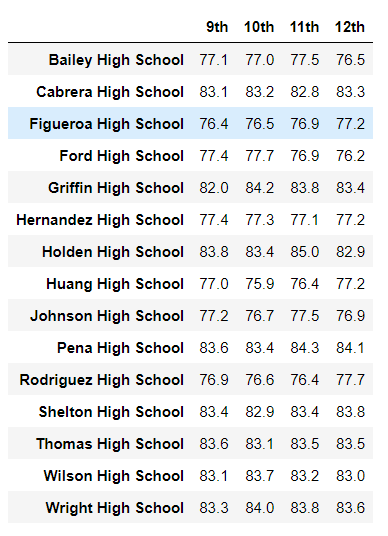 9th 10th 11th 12th
Bailey High School 77.1 77.0 77.5 76.5
Cabrera High School 83.1 83.2 82.8 83.3
Figueroa High School 76.4 76.5 76.9 77.2
Ford High School 77.4 77.7 76.9 76.2
Griffin High School 82.0 84.2 83.8 83.4
Hernandez High School 77.4 77.3 77.1 77.2
Holden High School 83.8 83.4 85.0 82.9
Huang High School 77.0 75.9 76.4 77.2
Johnson High School 77.2 76.7 77.5 76.9
Pena High School 83.6 83.4 84.3 84.1
Rodriguez High School 76.9 76.6 76.4 77.7
Shelton High School 83.4 82.9 83.4 83.8
Thomas High School 83.6 83.1 83.5 83.5
Wilson High School 83.1 83.7 83.2 83.0
Wright High School 83.3 84.0 83.8 83.6